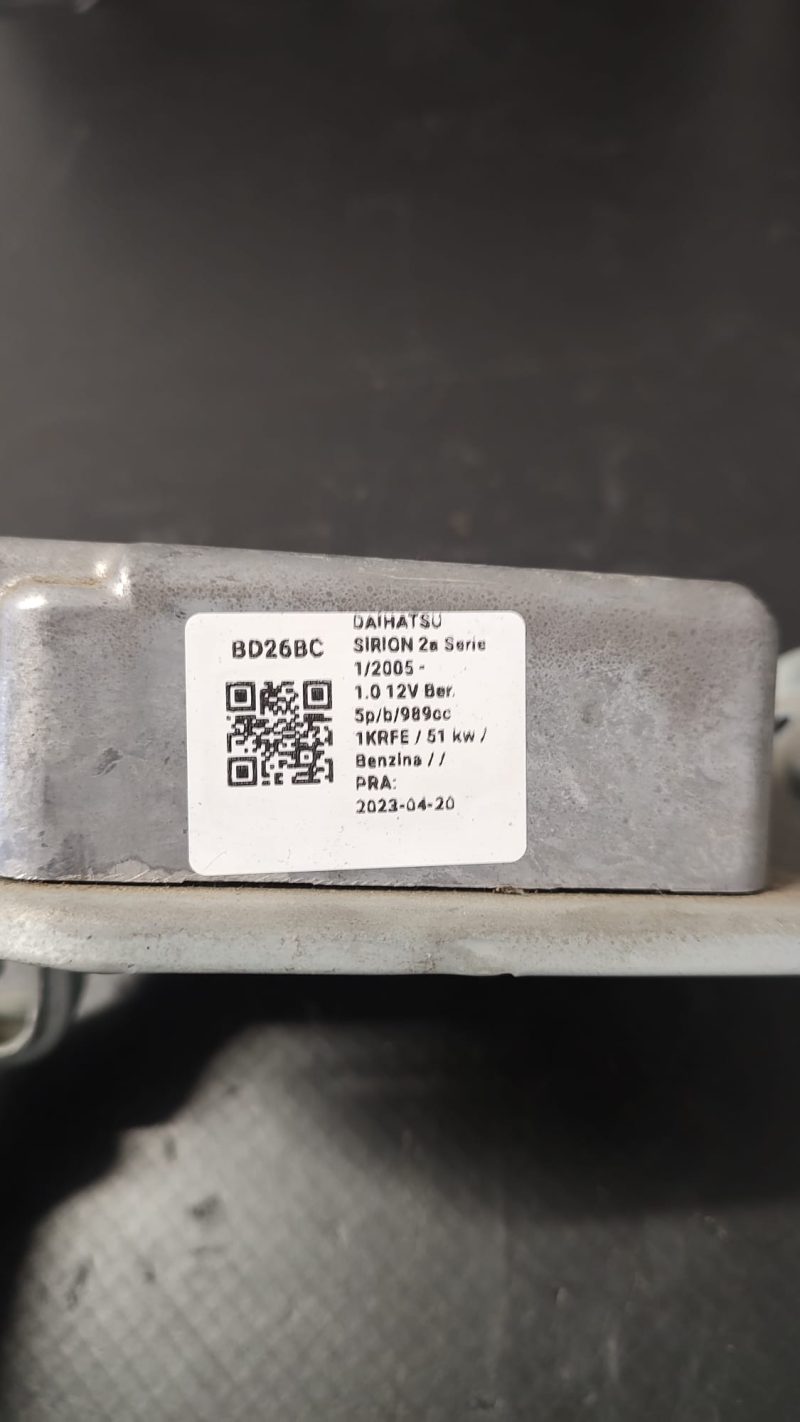 BD26BC
DAIHATSU
SIRION 2a Serie
1/2005 -
1.0 12V Ber.
5p/b/989cc
1KRFE / 51 kw /
Benzina / /
PRA:
2023-04-20